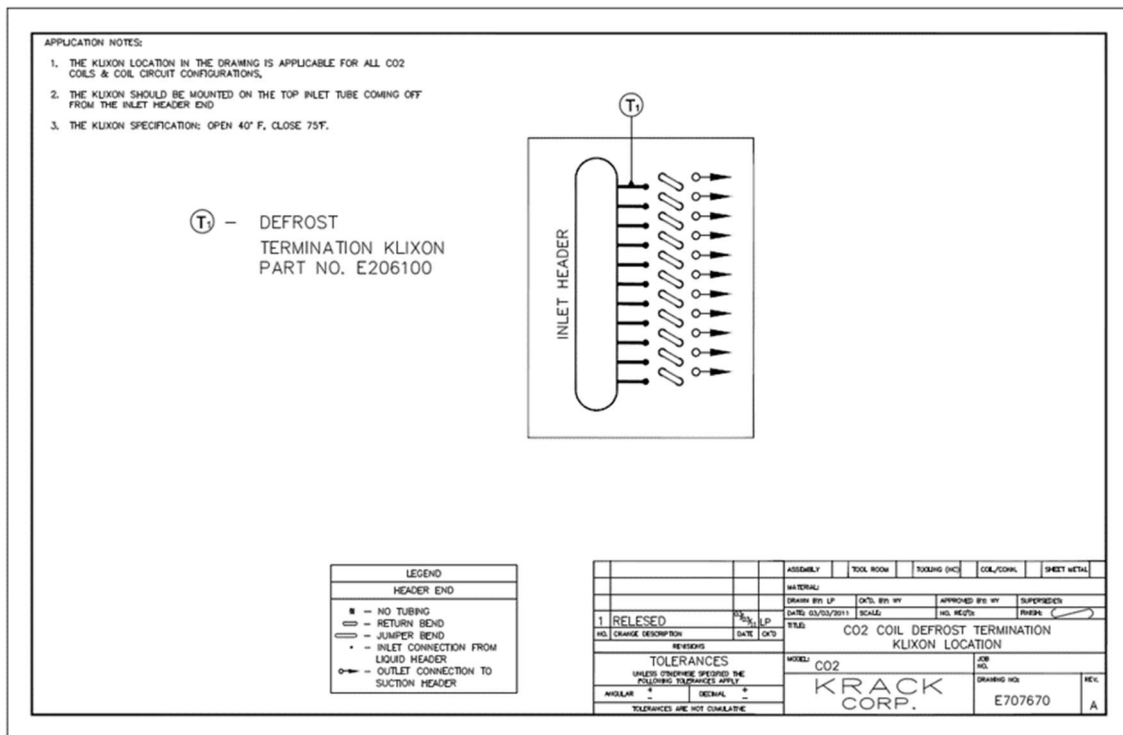 APPLICATION NOTES:
1. THE KLIXON LOCATION IN THE DRAWING IS APPLICABLE FOR ALL CO2
COILS & COIL CIRCUIT CONFIGURATIONS.
2. THE KLIXON SHOULD BE MOUNTED ON THE TOP INLET TUBE COMING OFF
FROM THE INLET HEADER END
3. THE KLIXON SPECIFICATION: OPEN 40° F, CLOSE 75°F.
T1
T1 – DEFROST
TERMINATION KLIXON
PART NO. E206100
INLET HEADER
LEGEND
HEADER END
– NO TUBING
– RETURN BEND
– JUMPER BEND
– INLET CONNECTION FROM
LIQUID HEADER
– OUTLET CONNECTION TO
SUCTION HEADER
1 RELESED LP
NO. CHANGE DESCRIPTION DATE CK'D
REVISIONS
TOLERANCES
UNLESS OTHERWISE SPECIFIED THE
FOLLOWING TOLERANCES APPLY
ANGULAR + – DECIMAL + –
TOLERANCES ARE NOT CUMULATIVE
ASSEMBLY TOOL ROOM TOOLING (NC) COIL/CONN. SHEET METAL
MATERIAL:
DRAWN BY: LP CK'D. BY: WY APPROVED BY: WY SUPERSEDES:
DATE: 03/03/2011 SCALE: NO. REQ'D: FINISH:
TITLE: CO2 COIL DEFROST TERMINATION
KLIXON LOCATION
MODEL: CO2 JOB NO.
KRACK
CORP.
DRAWING NO: E707670
REV. A